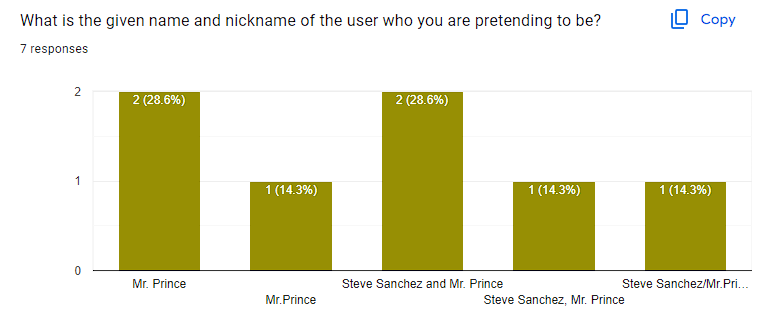 What is the given name and nickname of the user who you are pretending to be?
Copy
7 responses
2
2 (28.6%)
2 (28.6%)
1
1 (14.3%)
1 (14.3%)
1 (14.3%)
0
Mr. Prince
Steve Sanchez and Mr. Prince
Steve Sanchez/Mr.Pri…
Mr.Prince
Steve Sanchez, Mr. Prince